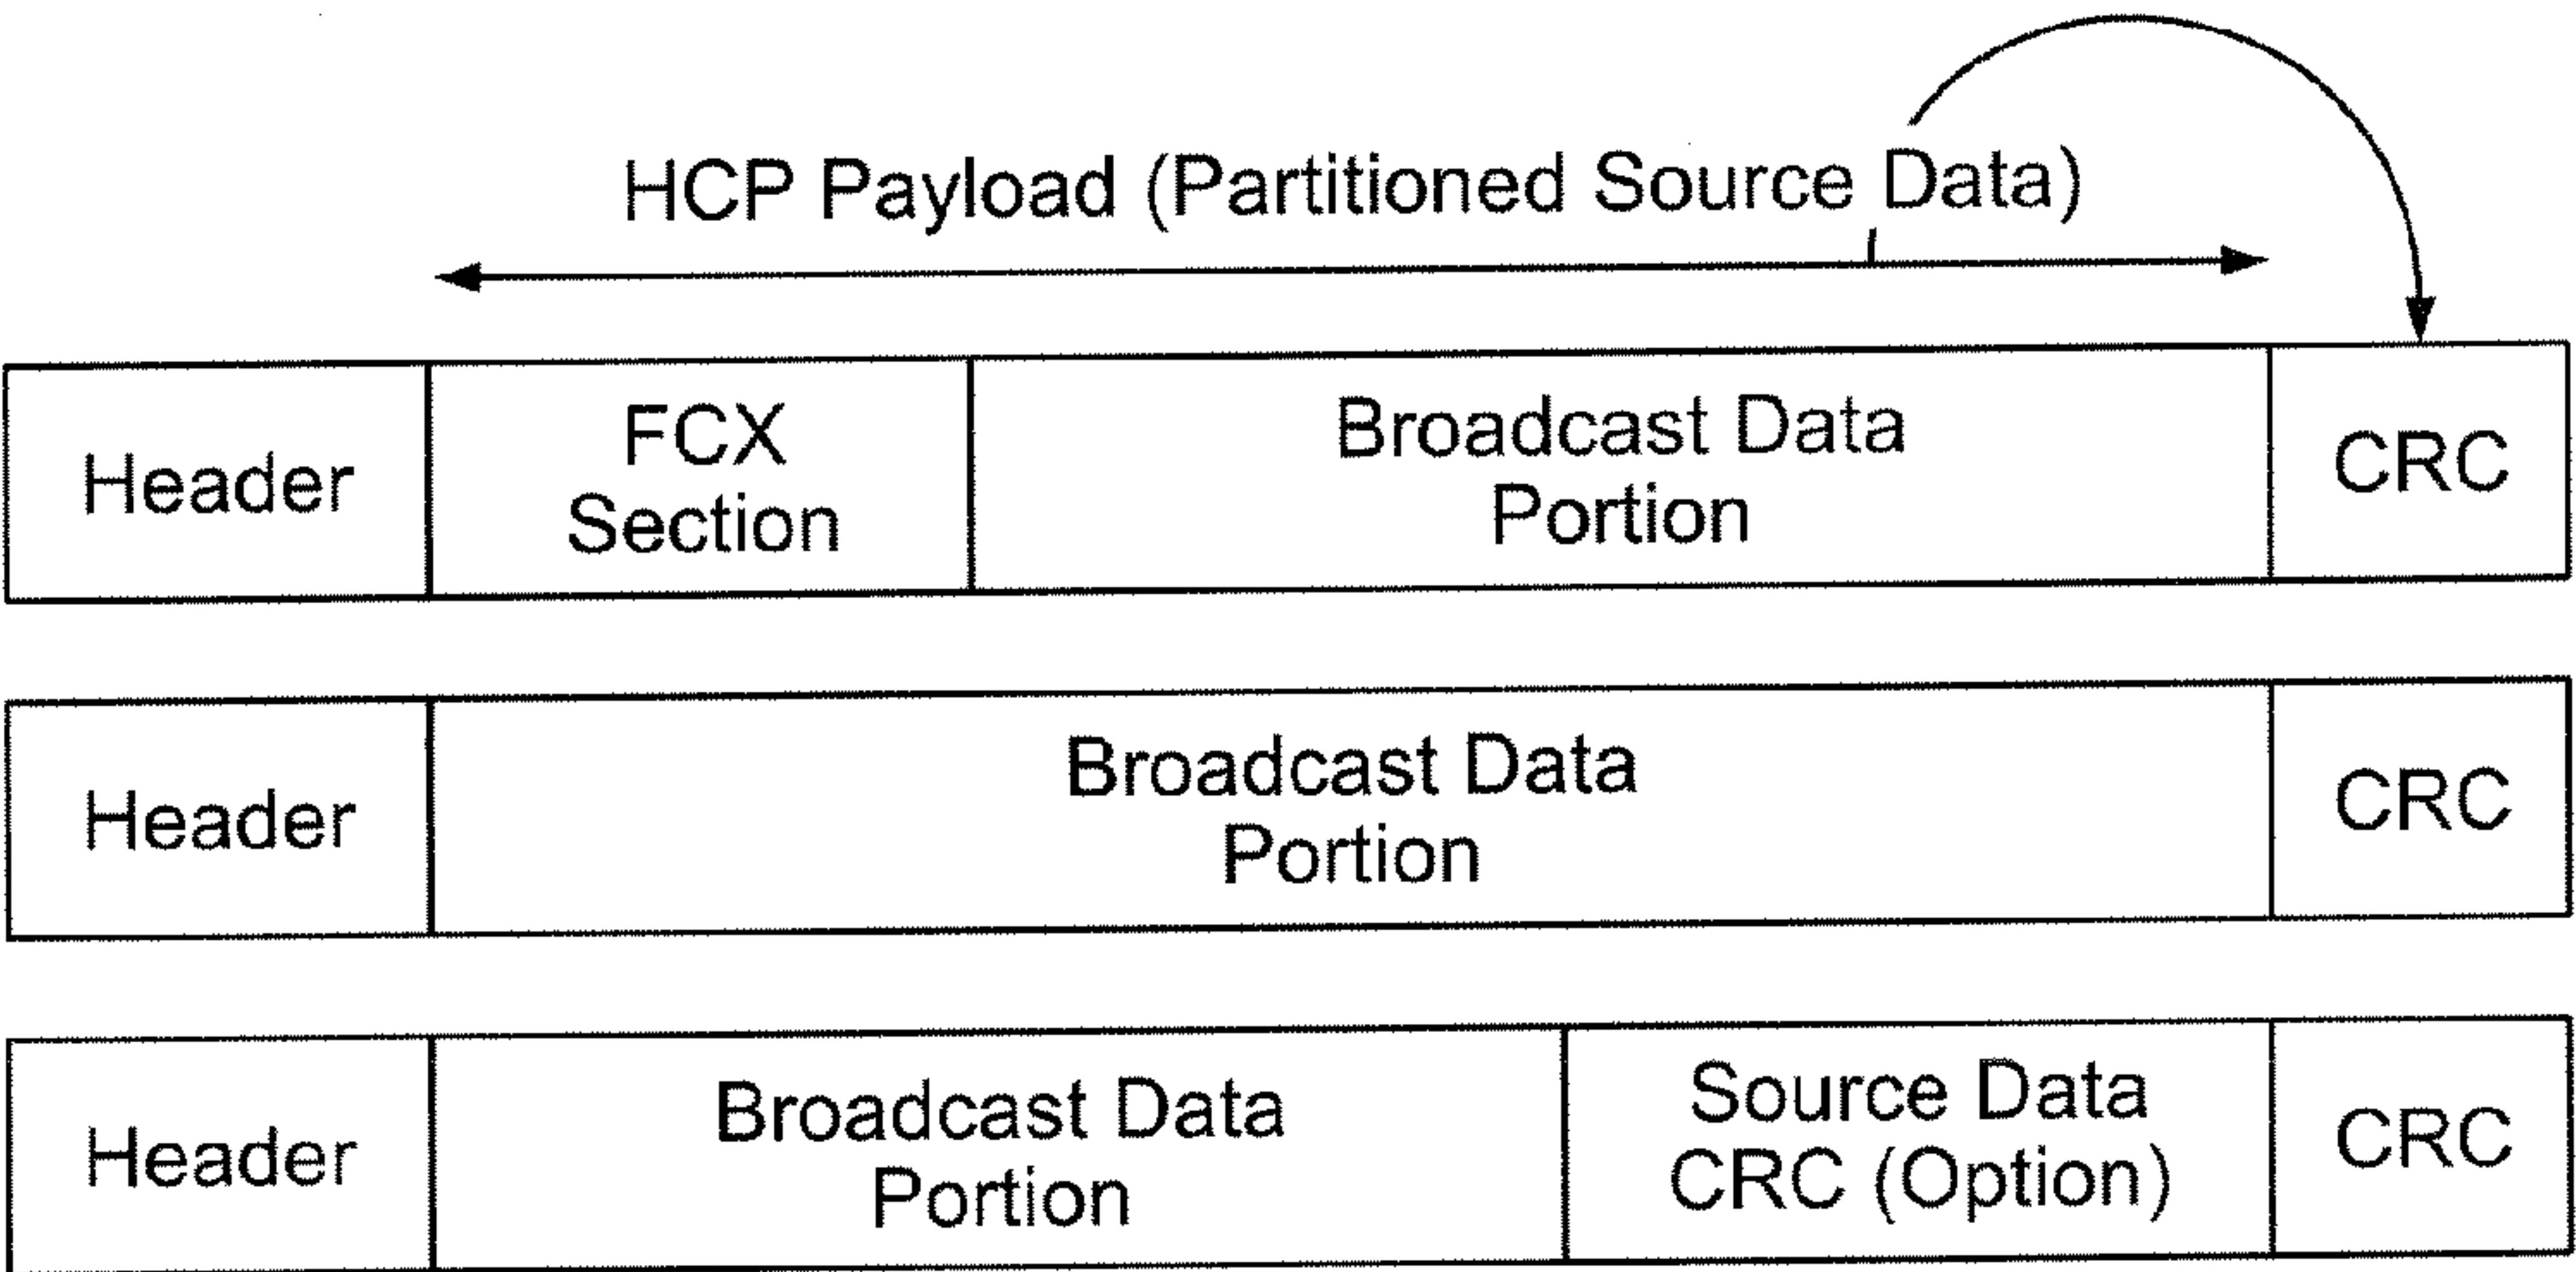 HCP Payload (Partitioned Source Data)
Header
FCX
Section
Broadcast Data
Portion
CRC
Header
Broadcast Data
Portion
CRC
Header
Broadcast Data
Portion
Source Data
CRC (Option)
CRC